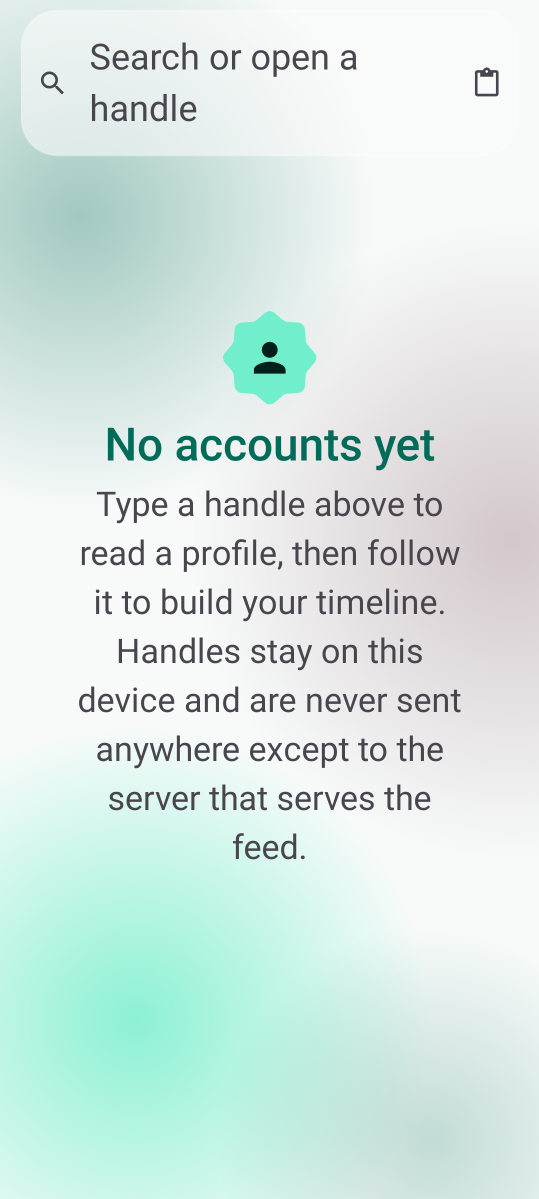 Search or open a
handle
No accounts yet
Type a handle above to
read a profile, then follow
it to build your timeline.
Handles stay on this
device and are never sent
anywhere except to the
server that serves the
feed.